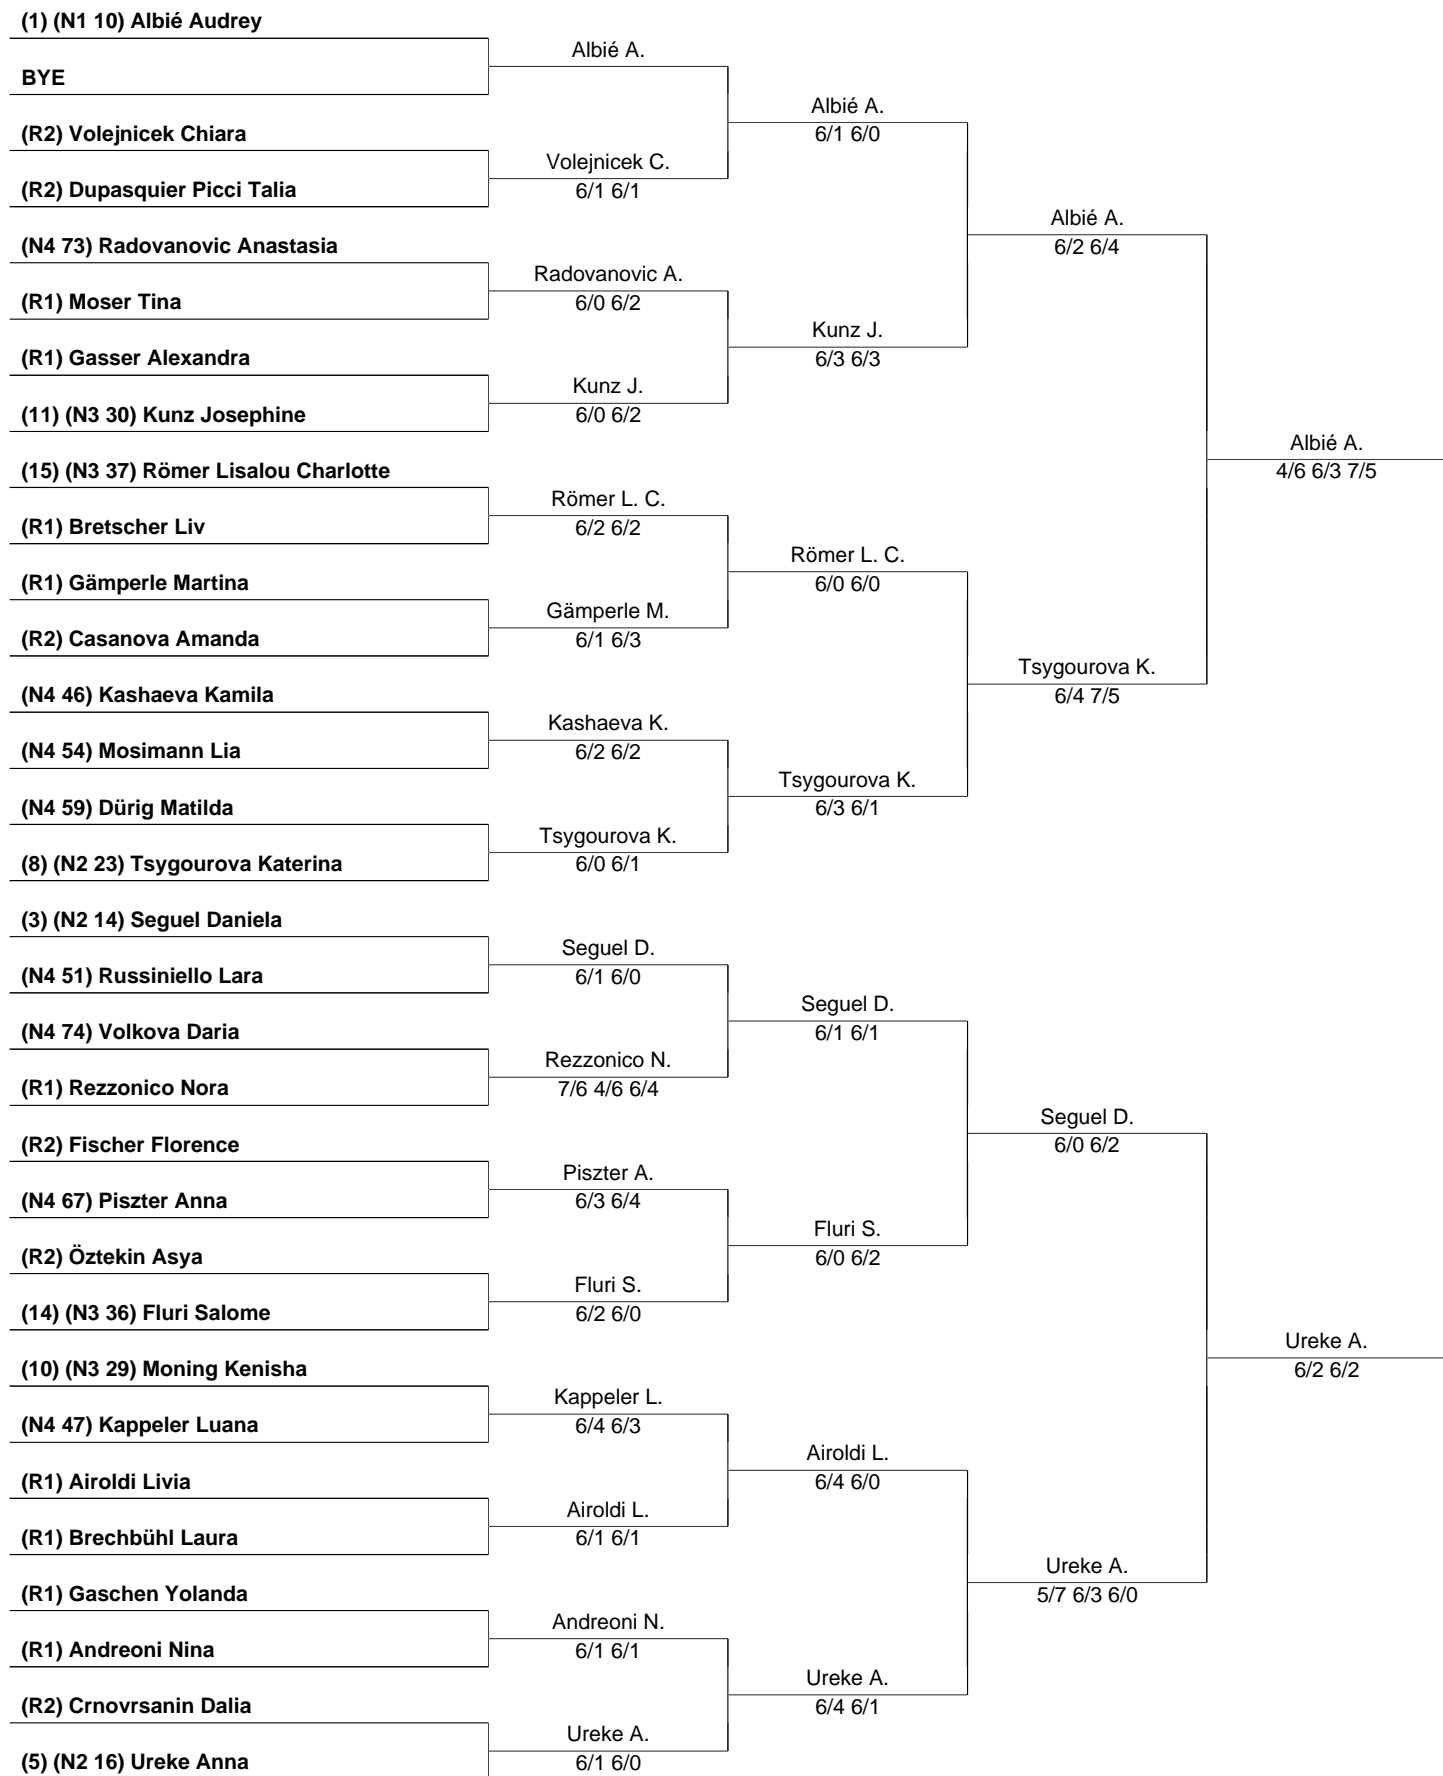 (1) (N1 10) Albié Audrey
BYE
(R2) Volejnicek Chiara
(R2) Dupasquier Picci Talia
(N4 73) Radovanovic Anastasia
(R1) Moser Tina
(R1) Gasser Alexandra
(11) (N3 30) Kunz Josephine
(15) (N3 37) Römer Lisalou Charlotte
(R1) Bretscher Liv
(R1) Gämperle Martina
(R2) Casanova Amanda
(N4 46) Kashaeva Kamila
(N4 54) Mosimann Lia
(N4 59) Dürig Matilda
(8) (N2 23) Tsygourova Katerina
(3) (N2 14) Seguel Daniela
(N4 51) Russiniello Lara
(N4 74) Volkova Daria
(R1) Rezzonico Nora
(R2) Fischer Florence
(N4 67) Piszter Anna
(R2) Öztekin Asya
(14) (N3 36) Fluri Salome
(10) (N3 29) Moning Kenisha
(N4 47) Kappeler Luana
(R1) Airoldi Livia
(R1) Brechbühl Laura
(R1) Gaschen Yolanda
(R1) Andreoni Nina
(R2) Crnovrsanin Dalia
(5) (N2 16) Ureke Anna
Albié A.
Volejnicek C.
6/1 6/1
Radovanovic A.
6/0 6/2
Kunz J.
6/0 6/2
Römer L. C.
6/2 6/2
Gämperle M.
6/1 6/3
Kashaeva K.
6/2 6/2
Tsygourova K.
6/0 6/1
Seguel D.
6/1 6/0
Rezzonico N.
7/6 4/6 6/4
Piszter A.
6/3 6/4
Fluri S.
6/2 6/0
Kappeler L.
6/4 6/3
Airoldi L.
6/1 6/1
Andreoni N.
6/1 6/1
Ureke A.
6/1 6/0
Albié A.
6/1 6/0
Kunz J.
6/3 6/3
Römer L. C.
6/0 6/0
Tsygourova K.
6/3 6/1
Seguel D.
6/1 6/1
Fluri S.
6/0 6/2
Airoldi L.
6/4 6/0
Ureke A.
6/4 6/1
Albié A.
6/2 6/4
Tsygourova K.
6/4 7/5
Seguel D.
6/0 6/2
Ureke A.
5/7 6/3 6/0
Albié A.
4/6 6/3 7/5
Ureke A.
6/2 6/2